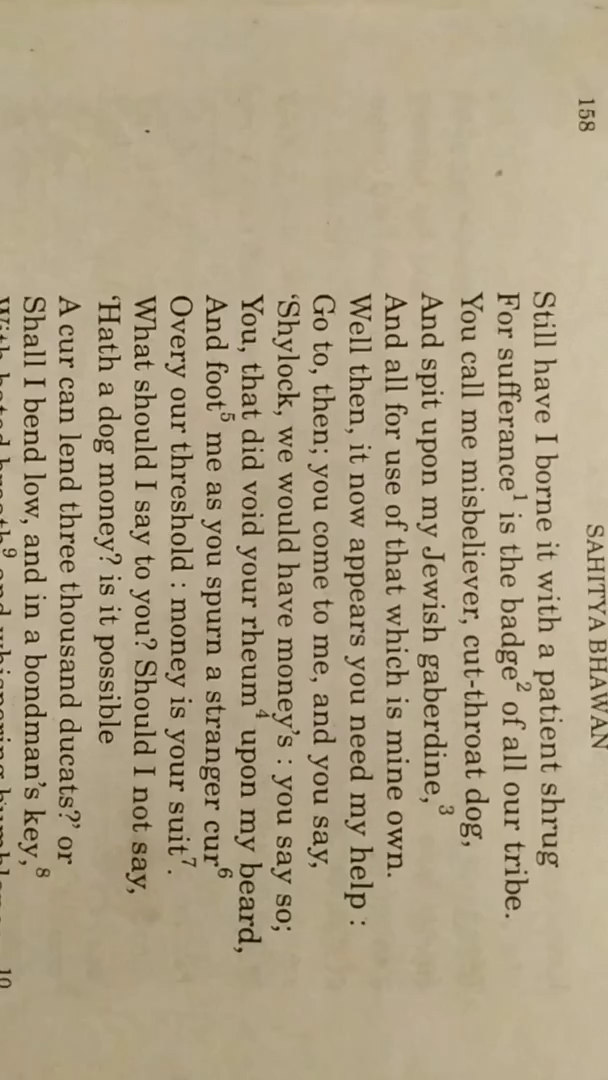 158
SAHITYA BHAWAN
Still have I borne it with a patient shrug
For sufferance¹ is the badge² of all our tribe.
You call me misbeliever, cut-throat dog,
And spit upon my Jewish gaberdine,³
And all for use of that which is mine own.
Well then, it now appears you need my help :
Go to, then; you come to me, and you say,
'Shylock, we would have money's : you say so;
You, that did void your rheum⁴ upon my beard,
And foot⁵ me as you spurn a stranger cur⁶
Overy our threshold : money is your suit⁷.
What should I say to you? Should I not say,
'Hath a dog money? is it possible
A cur can lend three thousand ducats?' or
Shall I bend low, and in a bondman's key,⁸
10